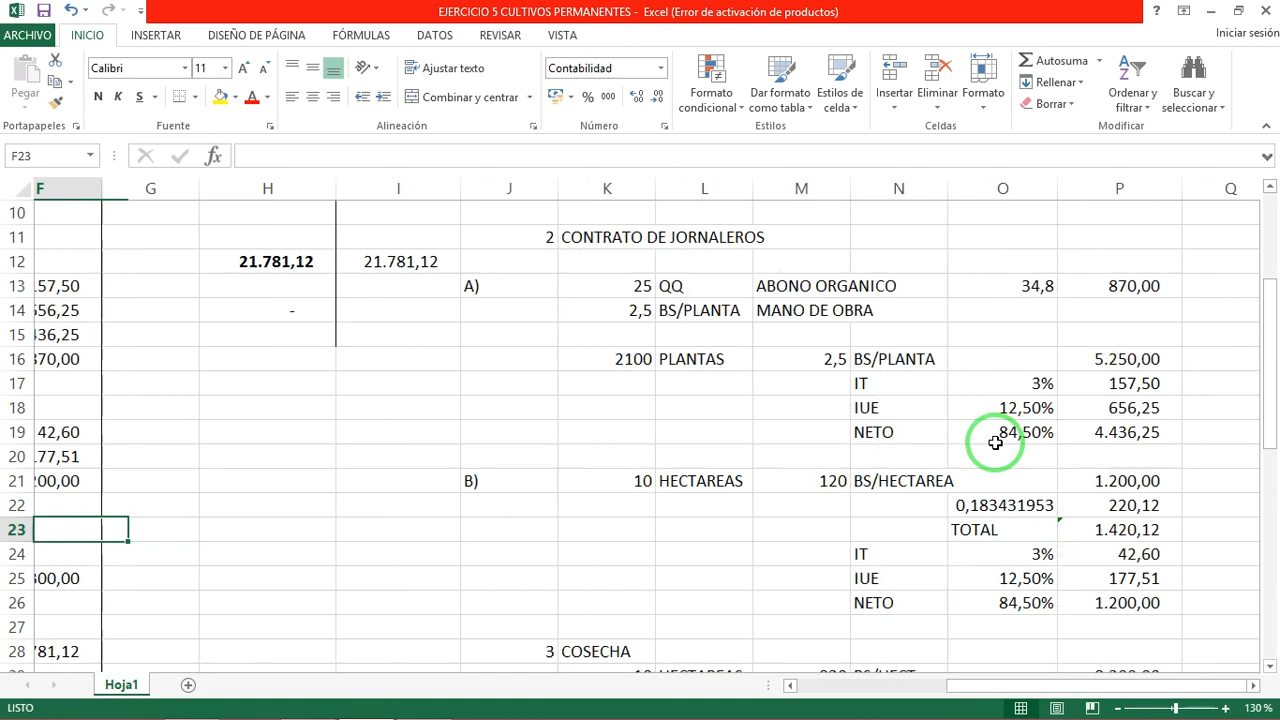 EJERCICIO 5 CULTIVOS PERMANENTES - Excel (Error de activación de productos)
ARCHIVO INICIO INSERTAR DISEÑO DE PÁGINA FÓRMULAS DATOS REVISAR VISTA Iniciar sesión
Pegar
Calibri 11
N K S
Ajustar texto
Combinar y centrar
Contabilidad
% 000
Formato condicional
Dar formato como tabla
Estilos de celda
Insertar Eliminar Formato
Autosuma
Rellenar
Borrar
Ordenar y filtrar
Buscar y seleccionar
Portapapeles Fuente Alineación Número Estilos Celdas Modificar
F23 fx
F G H I J K L M N O P Q
10
11 2 CONTRATO DE JORNALEROS
12 21.781,12 21.781,12
13 157,50 A) 25 QQ ABONO ORGANICO 34,8 870,00
14 656,25 - 2,5 BS/PLANTA MANO DE OBRA
15 436,25
16 870,00 2100 PLANTAS 2,5 BS/PLANTA 5.250,00
17 IT 3% 157,50
18 IUE 12,50% 656,25
19 42,60 NETO 84,50% 4.436,25
20 177,51
21 200,00 B) 10 HECTAREAS 120 BS/HECTAREA 1.200,00
22 0,183431953 220,12
23 TOTAL 1.420,12
24 IT 3% 42,60
25 300,00 IUE 12,50% 177,51
26 NETO 84,50% 1.200,00
27
28 781,12 3 COSECHA
Hoja1
LISTO 130 %